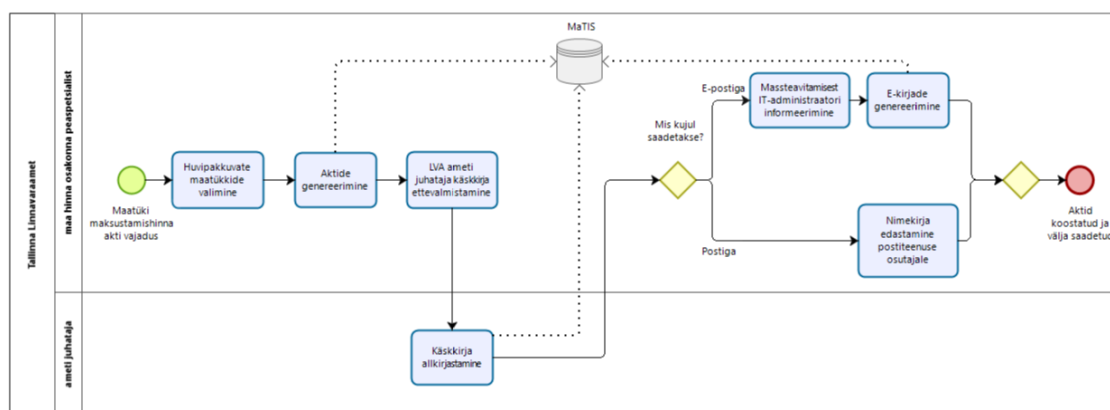 Tallinna Linnavaraamet
maa hinna osakonna peaspetsialist
ameti juhataja
Maatüki
maksustamishinna
akti vajadus
Huvipakkuvate
maatükkide
valimine
Aktide
genereerimine
LVA ameti
juhataja käskkirja
ettevalmistamine
Käskkirja
allkirjastamine
MaTIS
Mis kujul
saadetakse?
E-postiga
Massteavitamisest
IT-administraatori
informeerimine
E-kirjade
genereerimine
Postiga
Nimekirja
edastamine
postiteenuse
osutajale
Aktid
koostatud ja
välja saadetud